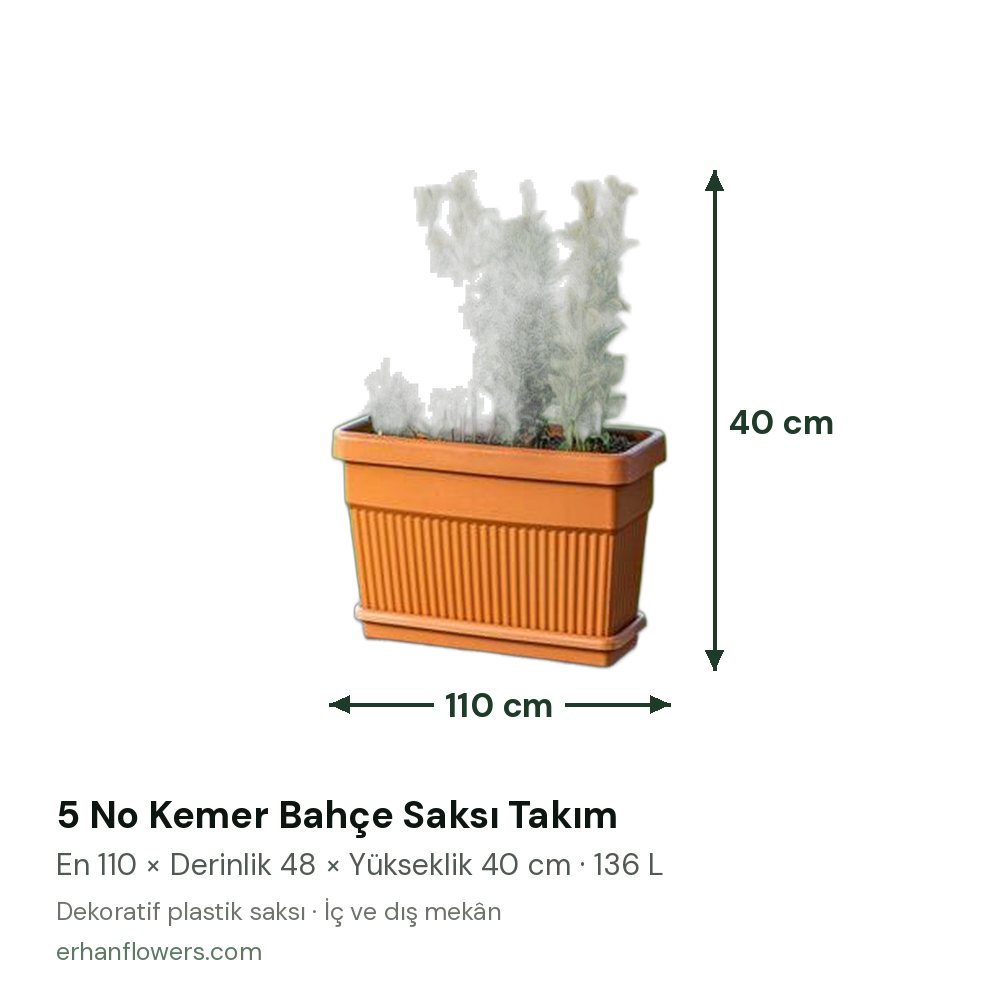 40 cm
110 cm
5 No Kemer Bahçe Saksı Takım
En 110 × Derinlik 48 × Yükseklik 40 cm · 136 L
Dekoratif plastik saksı · İç ve dış mekân
erhanflowers.com